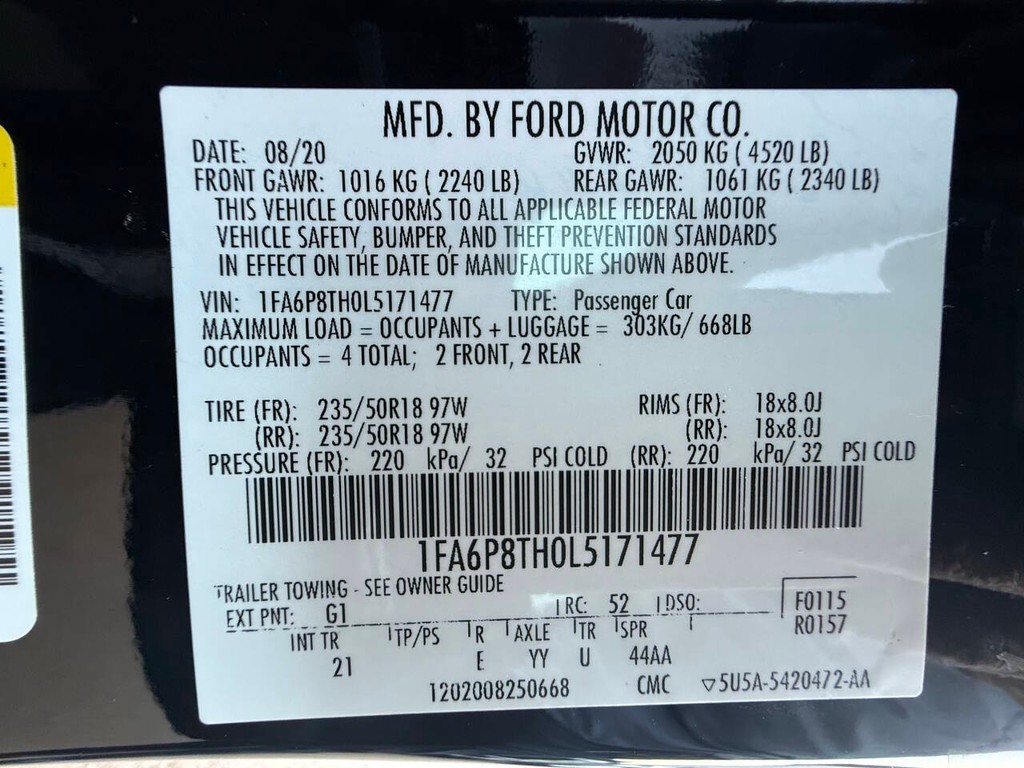 MFD. BY FORD MOTOR CO.
DATE: 08/20 GVWR: 2050 KG ( 4520 LB)
FRONT GAWR: 1016 KG ( 2240 LB) REAR GAWR: 1061 KG ( 2340 LB)
THIS VEHICLE CONFORMS TO ALL APPLICABLE FEDERAL MOTOR
VEHICLE SAFETY, BUMPER, AND THEFT PREVENTION STANDARDS
IN EFFECT ON THE DATE OF MANUFACTURE SHOWN ABOVE.
VIN: 1FA6P8TH0L5171477 TYPE: Passenger Car
MAXIMUM LOAD = OCCUPANTS + LUGGAGE = 303KG/ 668LB
OCCUPANTS = 4 TOTAL; 2 FRONT, 2 REAR
TIRE (FR): 235/50R18 97W RIMS (FR): 18x8.0J
(RR): 235/50R18 97W (RR): 18x8.0J
PRESSURE (FR): 220 kPa/ 32 PSI COLD (RR): 220 kPa/ 32 PSI COLD
1FA6P8TH0L5171477
TRAILER TOWING - SEE OWNER GUIDE
EXT PNT: G1 RC: 52 DSO: F0115
R0157
INT TR TP/PS R AXLE TR SPR
21 E YY U 44AA
1202008250668 CMC ▽5U5A-5420472-AA